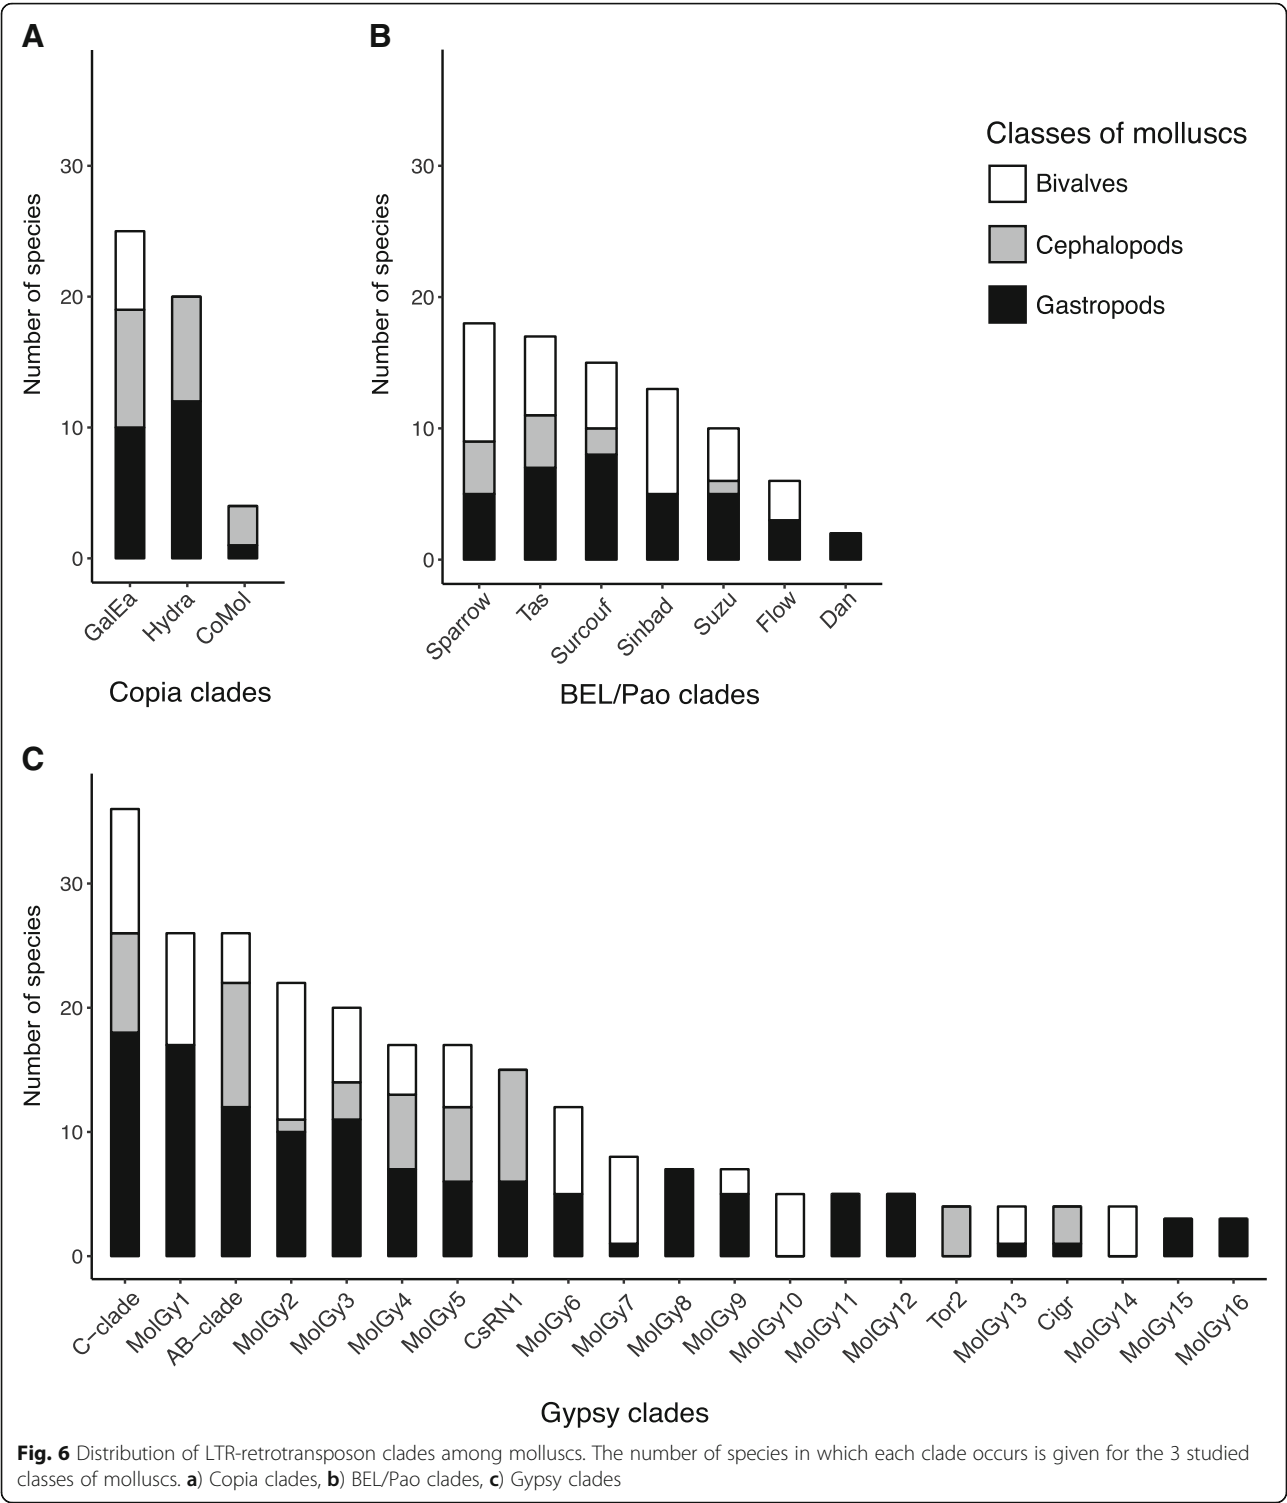 A
B
Number of species
30
20
10
0
GalEa
Hydra
CoMol
Copia clades
Number of species
30
20
10
0
Sparrow
Tas
Surcouf
Sinbad
Suzu
Flow
Dan
BEL/Pao clades
Classes of molluscs
Bivalves
Cephalopods
Gastropods
C
Number of species
30
20
10
0
C−clade
MolGy1
AB−clade
MolGy2
MolGy3
MolGy4
MolGy5
CsRN1
MolGy6
MolGy7
MolGy8
MolGy9
MolGy10
MolGy11
MolGy12
Tor2
MolGy13
Cigr
MolGy14
MolGy15
MolGy16
Gypsy clades
Fig. 6 Distribution of LTR-retrotransposon clades among molluscs. The number of species in which each clade occurs is given for the 3 studied
classes of molluscs. a) Copia clades, b) BEL/Pao clades, c) Gypsy clades